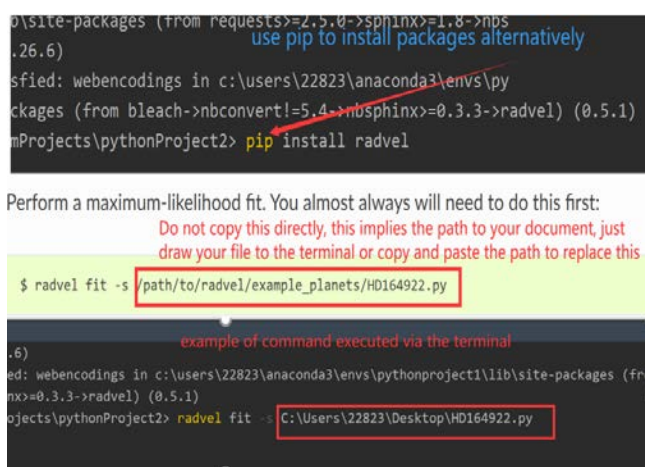 b\site-packages (from requests>=2.5.0->sphinx>=1.8->nbs
.26.6)
use pip to install packages alternatively
sfied: webencodings in c:\users\22823\anaconda3\envs\py
ckages (from bleach->nbconvert!=5.4->nbsphinx>=0.3.3->radvel) (0.5.1)
mProjects\pythonProject2> pip install radvel
Perform a maximum-likelihood fit. You almost always will need to do this first:
Do not copy this directly, this implies the path to your document, just
draw your file to the terminal or copy and paste the path to replace this
$ radvel fit -s /path/to/radvel/example_planets/HD164922.py
example of command executed via the terminal
.6)
ed: webencodings in c:\users\22823\anaconda3\envs\pythonproject1\lib\site-packages (fr
nx>=0.3.3->radvel) (0.5.1)
ojects\pythonProject2> radvel fit -s C:\Users\22823\Desktop\HD164922.py